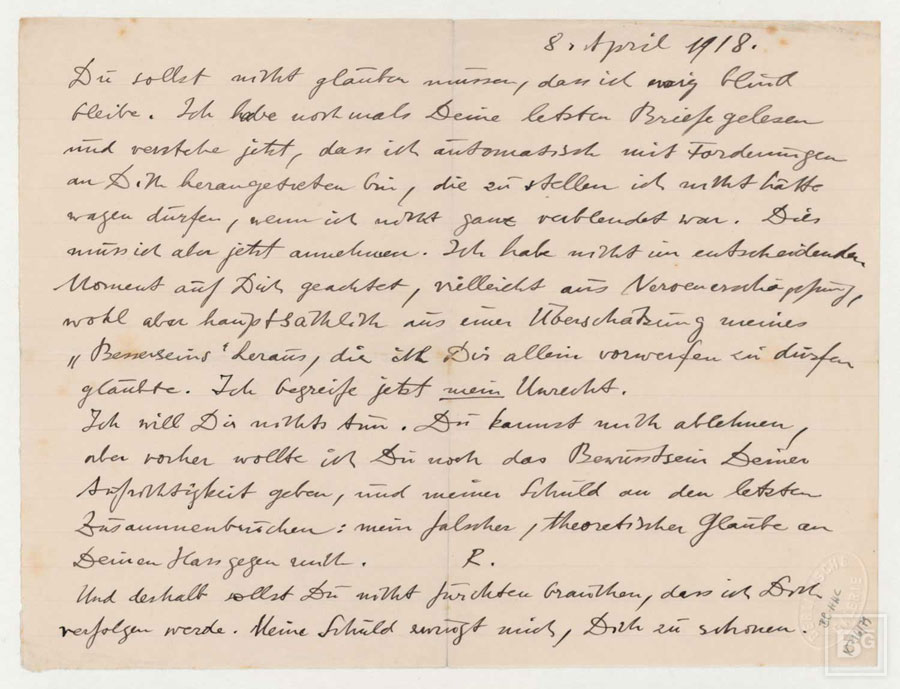 8. April 1918.
Du sollst nicht glauben müssen, dass ich ewig blind
bleibe. Ich habe nochmals Deine letzten Briefe gelesen
und verstehe jetzt, dass ich automatisch mit Forderungen
an Dich herangetreten bin, die zu stellen ich nicht hätte
wagen dürfen, wenn ich nicht ganz verblendet war. Dies
muss ich aber jetzt annehmen. Ich habe nicht im entscheidenden
Moment auf Dich geachtet, vielleicht aus Nervenerschöpfung,
wohl aber hauptsächlich aus einer Überschätzung meines
„Besserseins“ heraus, die ich Dir allein vorwerfen zu dürfen
glaubte. Ich begreife jetzt mein Unrecht.
Ich will Dir nichts tun. Du kannst mich ablehnen,
aber vorher wollte ich Dir noch das Bewusstsein Deiner
Aufrichtigkeit geben, und meiner Schuld an den letzten
Zusammenbrüchen: mein falscher, theoretischer Glaube an
Deinen Hass gegen mich. R.
Und deshalb sollst Du nicht fürchten brauchen, dass ich Dich
verfolgen werde. Meine Schuld zwingt mich, Dich zu schonen.
BG